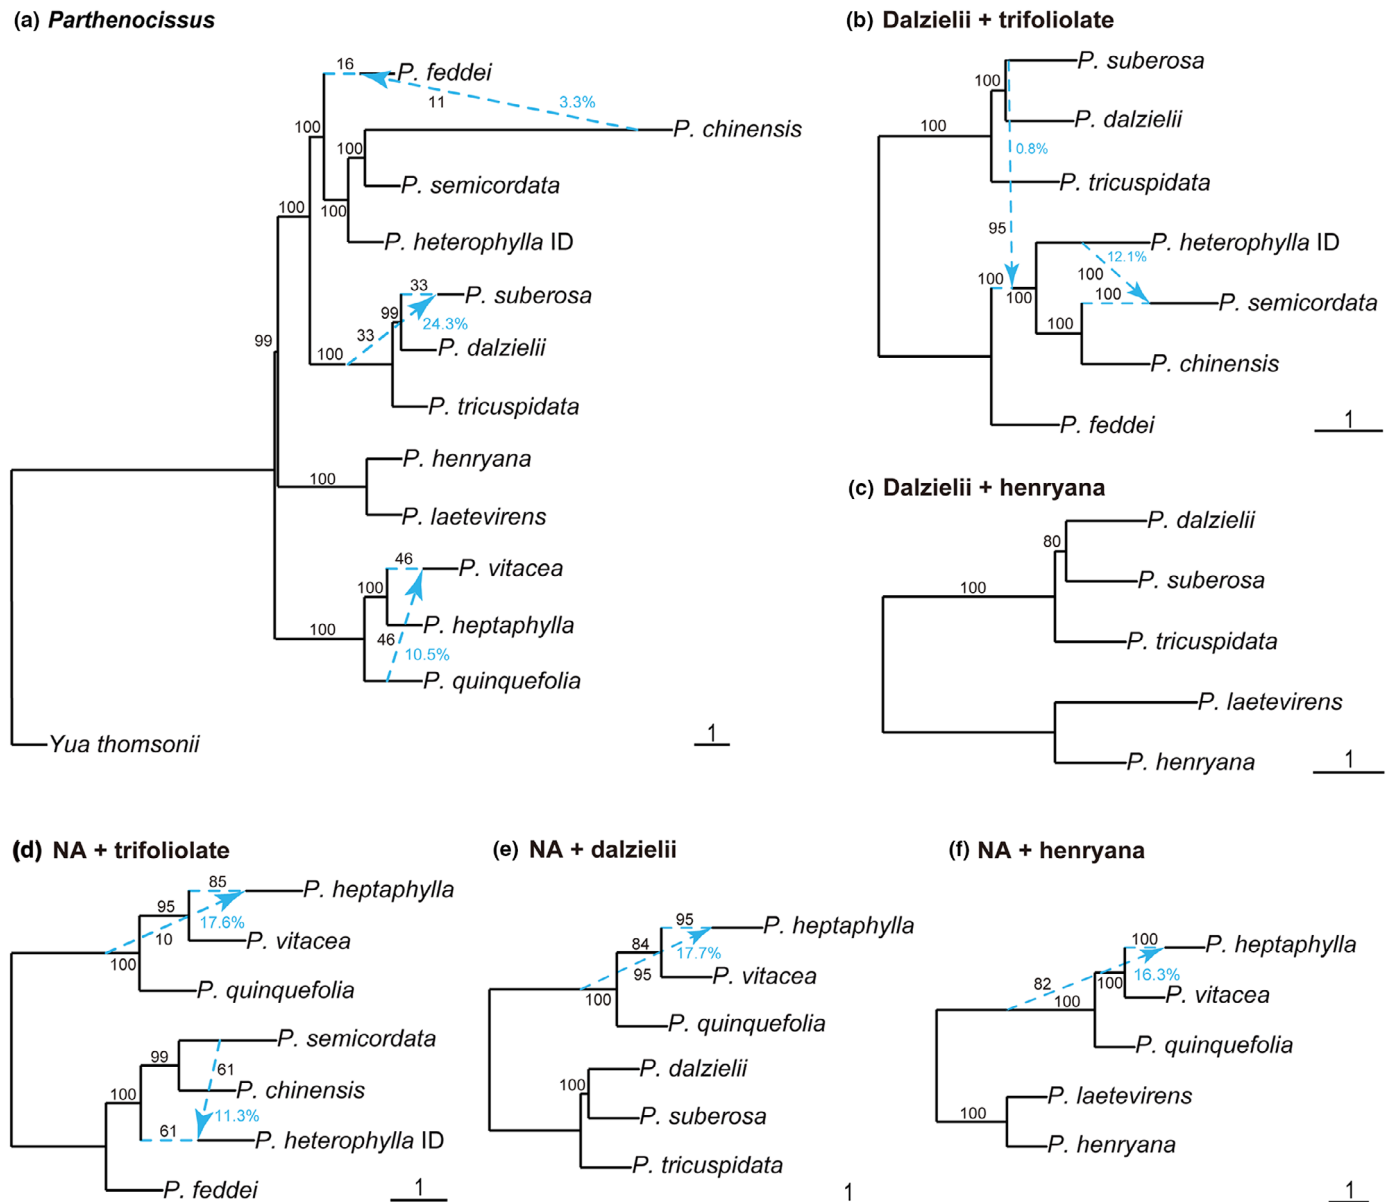 (a) Parthenocissus
16
P. feddei
11
3.3%
P. chinensis
100
100
P. semicordata
100
100
P. heterophylla ID
33
P. suberosa
99
24.3%
33
P. dalzielii
99
100
P. tricuspidata
P. henryana
100
P. laetevirens
46
P. vitacea
100
P. heptaphylla
100
46
10.5%
P. quinquefolia
Yua thomsonii
1
(b) Dalzielii + trifoliolate
P. suberosa
100
P. dalzielii
100
0.8%
P. tricuspidata
95
P. heterophylla ID
12.1%
100
100
100
100
P. semicordata
100
P. chinensis
1
P. feddei
(c) Dalzielii + henryana
P. dalzielii
80
P. suberosa
100
P. tricuspidata
P. laetevirens
1
P. henryana
(d) NA + trifoliolate
85
P. heptaphylla
95
17.6%
10
P. vitacea
100
P. quinquefolia
P. semicordata
99
61
P. chinensis
100
11.3%
61
P. heterophylla ID
1
P. feddei
(e) NA + dalzielii
95
P. heptaphylla
84
17.7%
95
P. vitacea
100
P. quinquefolia
P. dalzielii
100
P. suberosa
P. tricuspidata
1
(f) NA + henryana
100
P. heptaphylla
16.3%
82
100
P. vitacea
100
P. quinquefolia
P. laetevirens
100
P. henryana
1